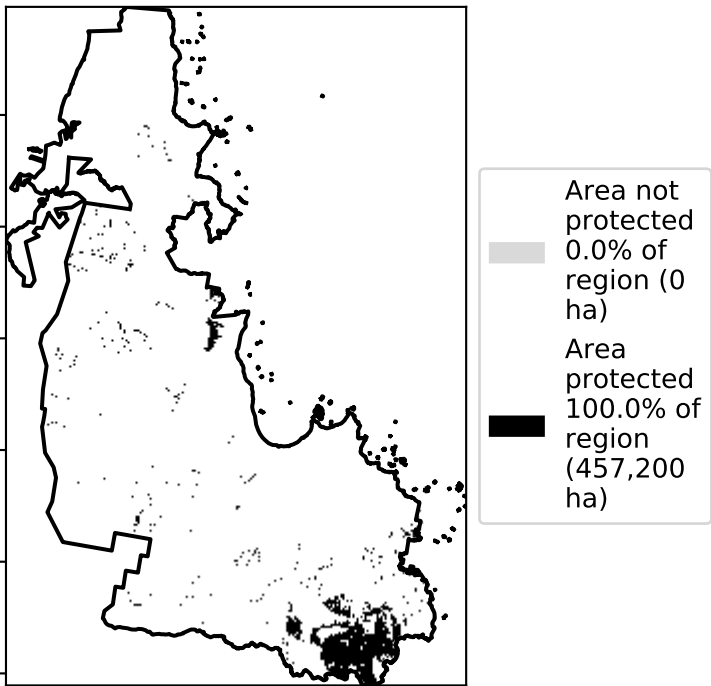 Area not
protected
0.0% of
region (0
ha)
Area
protected
100.0% of
region
(457,200
ha)